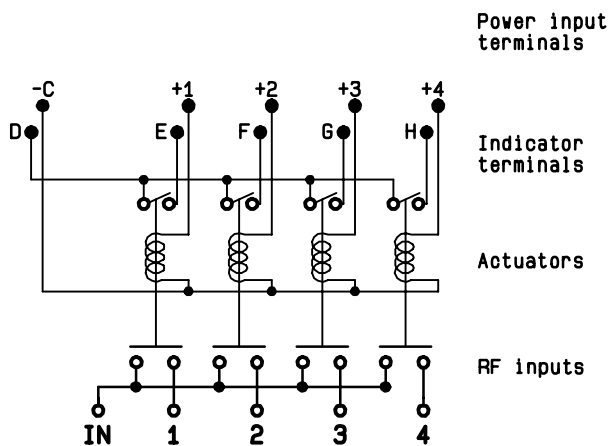 Power input
terminals
-C +1 +2 +3 +4
D E F G H
Indicator
terminals
Actuators
RF inputs
IN 1 2 3 4